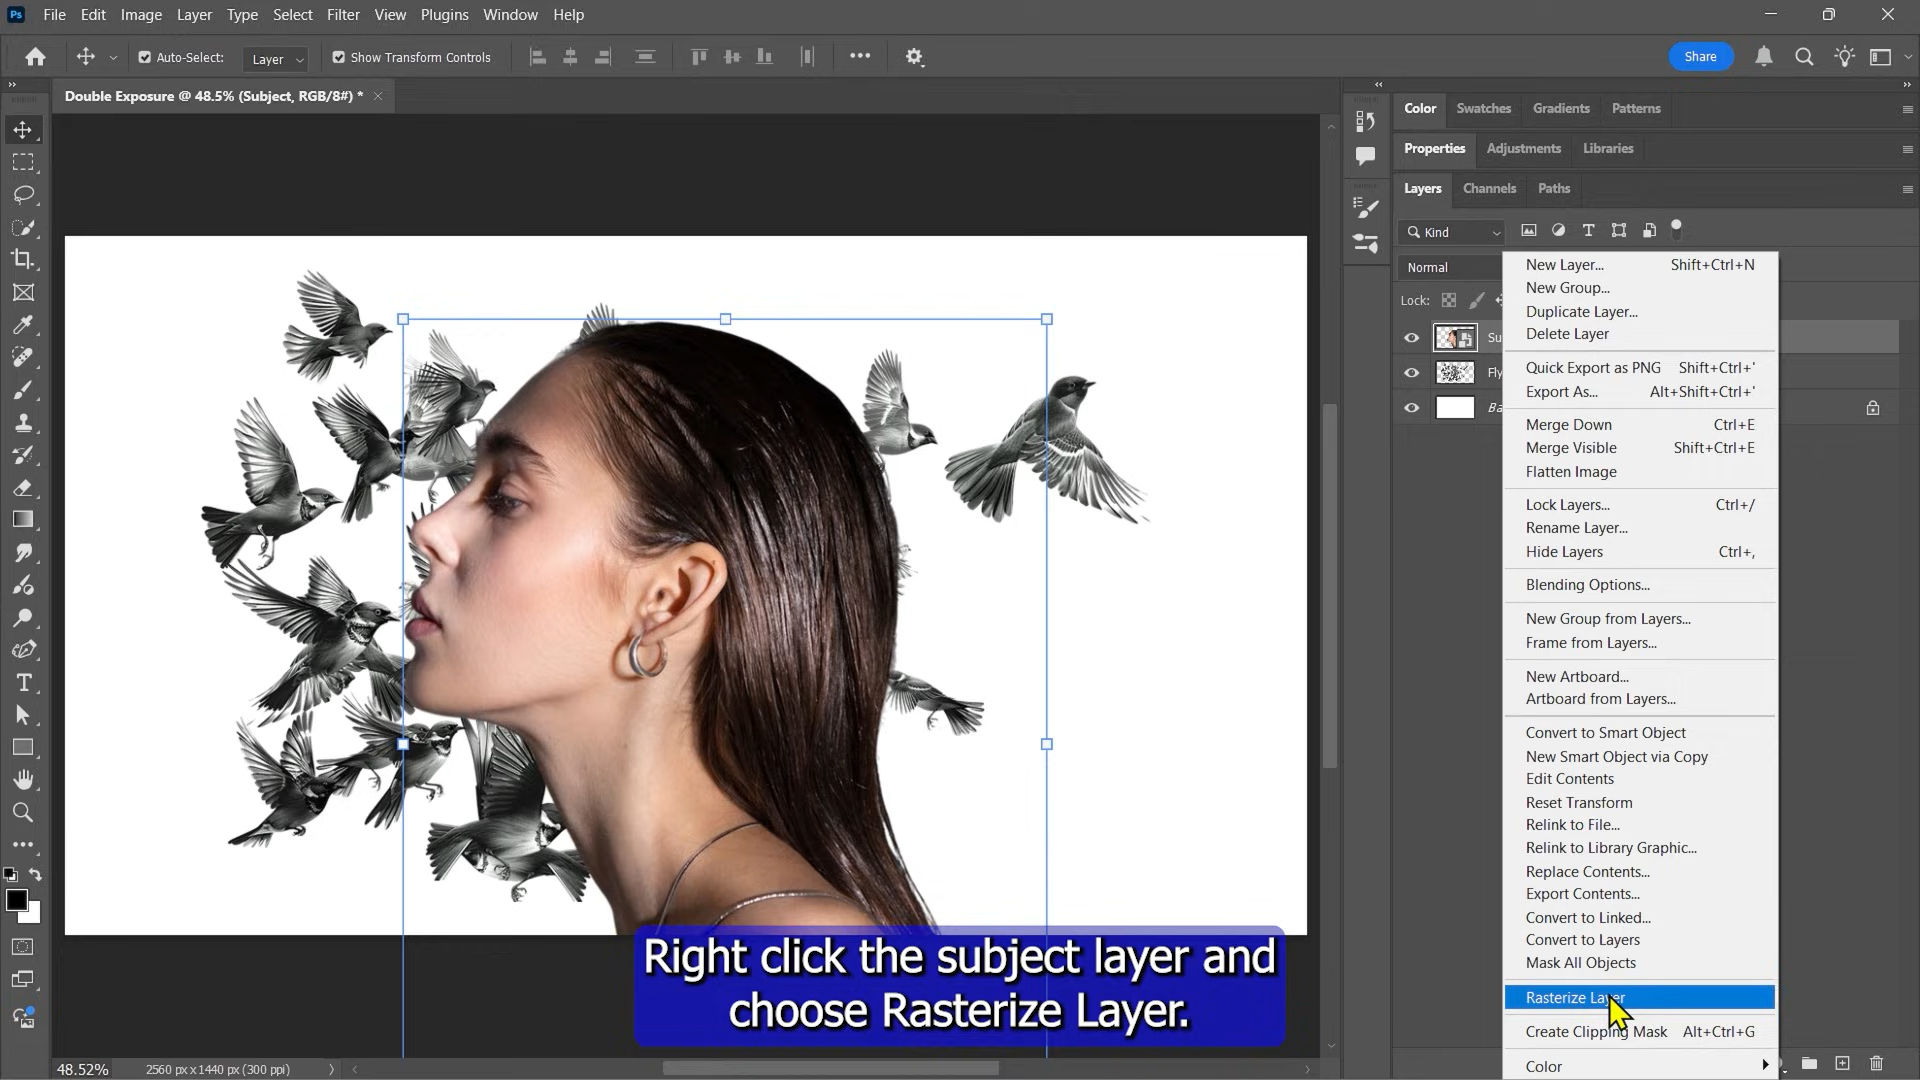 Ps File Edit Image Layer Type Select Filter View Plugins Window Help
Auto-Select: Layer Show Transform Controls Share
Double Exposure @ 48.5% (Subject, RGB/8#) *
Color Swatches Gradients Patterns
Properties Adjustments Libraries
Layers Channels Paths
Kind
Normal
Lock:
Su
Fly
Ba
New Layer... Shift+Ctrl+N
New Group...
Duplicate Layer...
Delete Layer
Quick Export as PNG Shift+Ctrl+'
Export As... Alt+Shift+Ctrl+'
Merge Down Ctrl+E
Merge Visible Shift+Ctrl+E
Flatten Image
Lock Layers... Ctrl+/
Rename Layer...
Hide Layers Ctrl+,
Blending Options...
New Group from Layers...
Frame from Layers...
New Artboard...
Artboard from Layers...
Convert to Smart Object
New Smart Object via Copy
Edit Contents
Reset Transform
Relink to File...
Relink to Library Graphic...
Replace Contents...
Export Contents...
Convert to Linked...
Convert to Layers
Mask All Objects
Rasterize Layer
Create Clipping Mask Alt+Ctrl+G
Color
Right click the subject layer and
choose Rasterize Layer.
48.52% 2560 px x 1440 px (300 ppi)